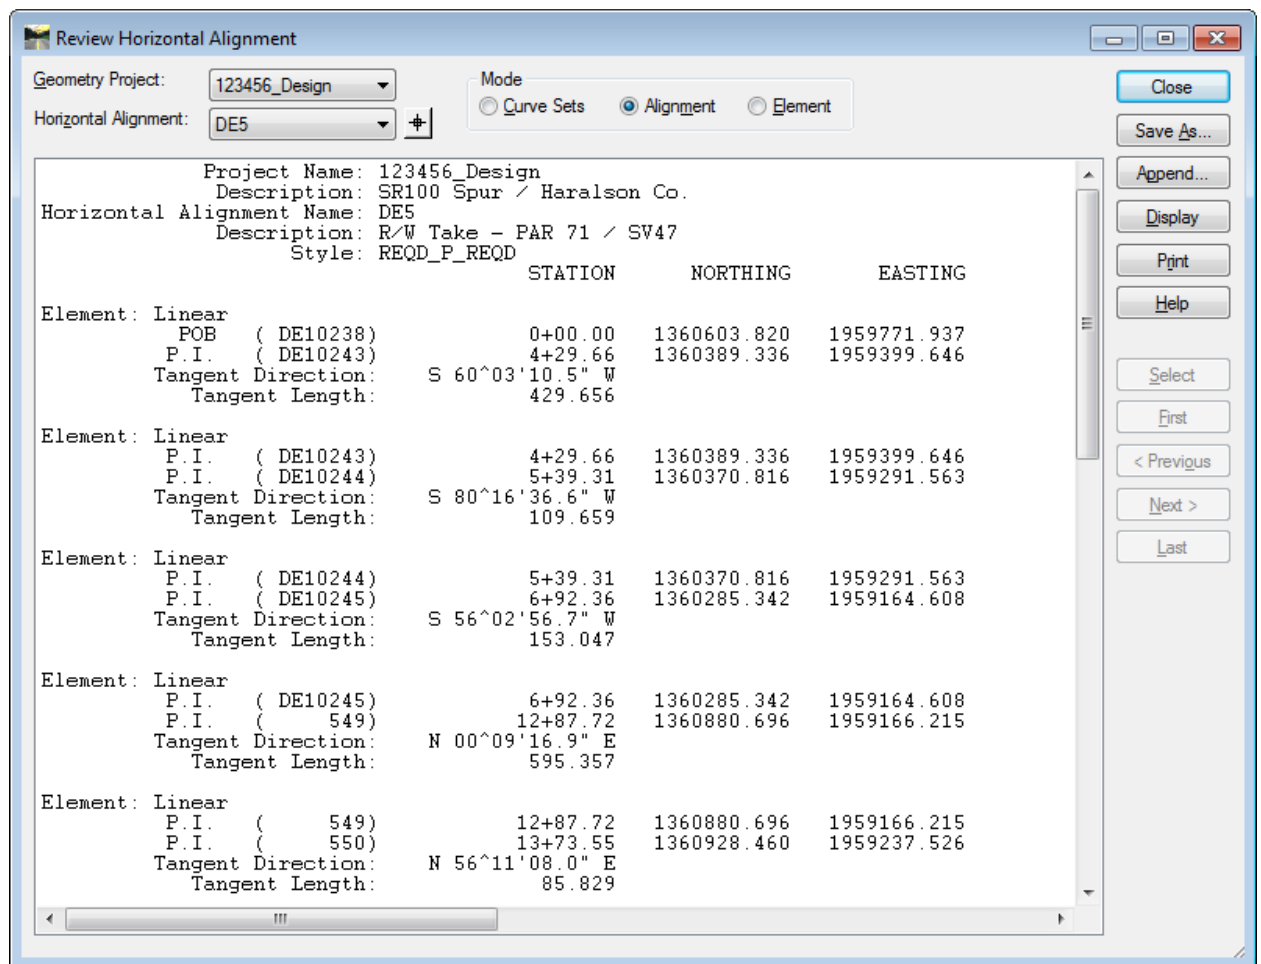 Review Horizontal Alignment
Geometry Project: 123456_Design
Mode
Curve Sets Alignment Element
Horizontal Alignment: DE5
Close
Save As...
Append...
Display
Print
Help
Select
First
< Previous
Next >
Last
Project Name: 123456_Design
Description: SR100 Spur / Haralson Co.
Horizontal Alignment Name: DE5
Description: R/W Take - PAR 71 / SV47
Style: REQD_P_REQD
STATION NORTHING EASTING
Element: Linear
POB ( DE10238) 0+00.00 1360603.820 1959771.937
P.I. ( DE10243) 4+29.66 1360389.336 1959399.646
Tangent Direction: S 60^03'10.5" W
Tangent Length: 429.656
Element: Linear
P.I. ( DE10243) 4+29.66 1360389.336 1959399.646
P.I. ( DE10244) 5+39.31 1360370.816 1959291.563
Tangent Direction: S 80^16'36.6" W
Tangent Length: 109.659
Element: Linear
P.I. ( DE10244) 5+39.31 1360370.816 1959291.563
P.I. ( DE10245) 6+92.36 1360285.342 1959164.608
Tangent Direction: S 56^02'56.7" W
Tangent Length: 153.047
Element: Linear
P.I. ( DE10245) 6+92.36 1360285.342 1959164.608
P.I. ( 549) 12+87.72 1360880.696 1959166.215
Tangent Direction: N 00^09'16.9" E
Tangent Length: 595.357
Element: Linear
P.I. ( 549) 12+87.72 1360880.696 1959166.215
P.I. ( 550) 13+73.55 1360928.460 1959237.526
Tangent Direction: N 56^11'08.0" E
Tangent Length: 85.829